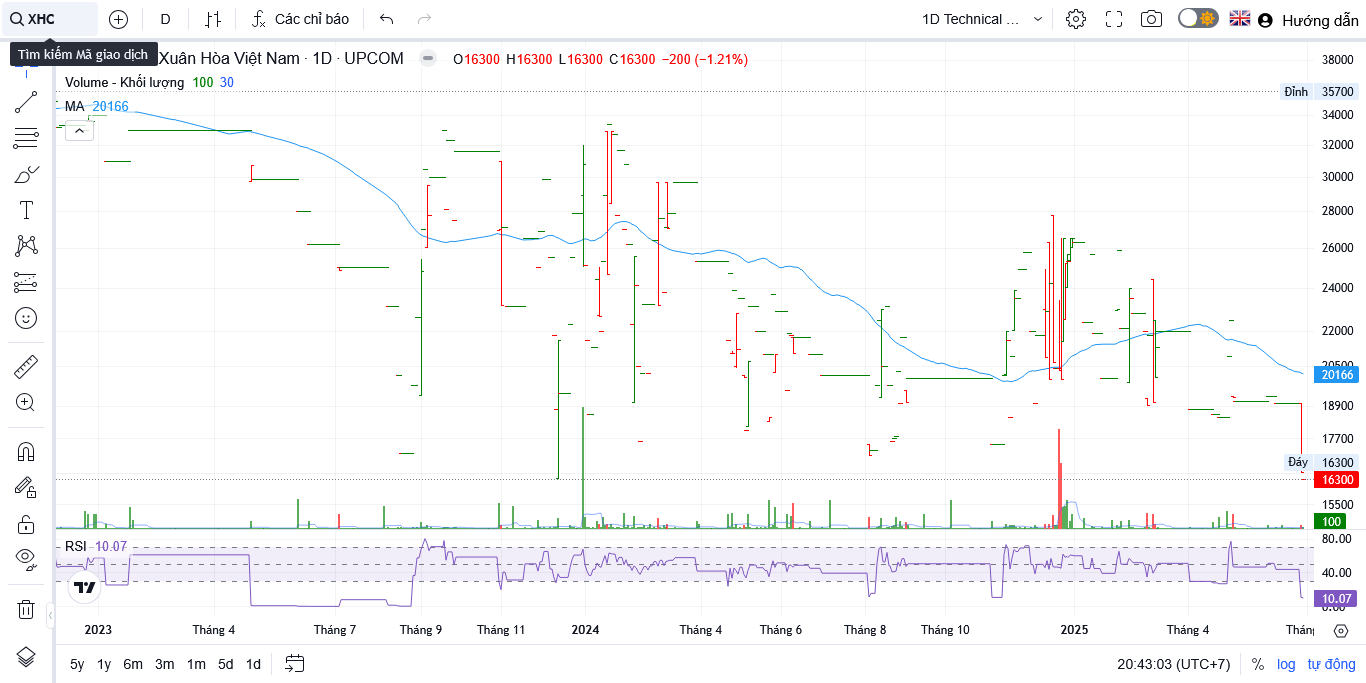 XHC D Các chỉ báo 1D Technical ... Hướng dẫn
Tìm kiếm Mã giao dịch Xuân Hòa Việt Nam · 1D · UPCOM O16300 H16300 L16300 C16300 −200 (−1.21%)
Volume - Khối lượng 100 30
MA 20166
38000
Đỉnh 35700
34000
32000
30000
28000
26000
24000
22000
20500
20166
18900
17700
Đáy 16300
16300
15500
100
RSI 10.07
80.00
40.00
10.07
0.00
2023 Tháng 4 Tháng 7 Tháng 9 Tháng 11 2024 Tháng 4 Tháng 6 Tháng 8 Tháng 10 2025 Tháng 4 Thán
5y 1y 6m 3m 1m 5d 1d 20:43:03 (UTC+7) % log tự động